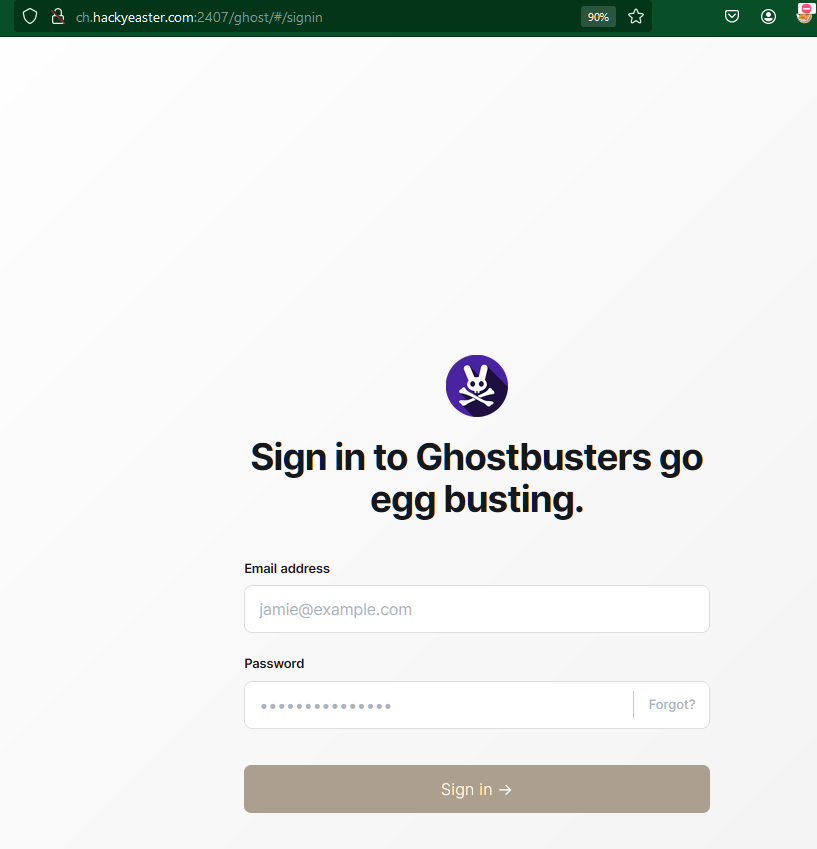 ch.hackyeaster.com:2407/ghost/#/signin 90%
Sign in to Ghostbusters go
egg busting.
Email address
jamie@example.com
Password
••••••••••••••• Forgot?
Sign in →